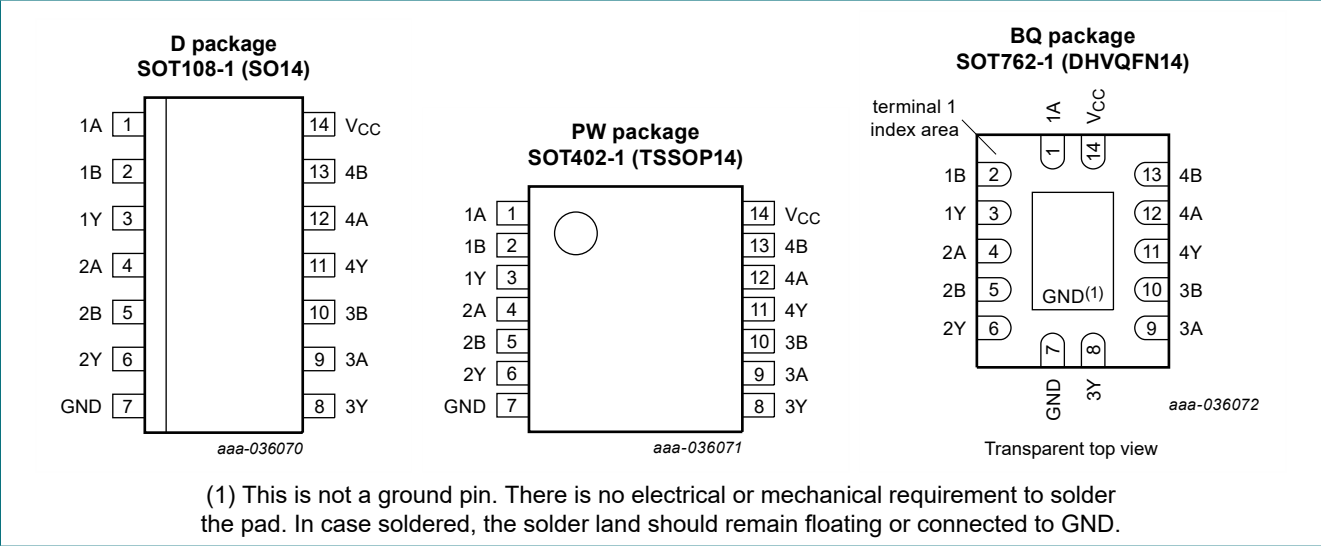 D package
SOT108-1 (SO14)
1A 1
1B 2
1Y 3
2A 4
2B 5
2Y 6
GND 7
14 VCC
13 4B
12 4A
11 4Y
10 3B
9 3A
8 3Y
aaa-036070
PW package
SOT402-1 (TSSOP14)
1A 1
1B 2
1Y 3
2A 4
2B 5
2Y 6
GND 7
14 VCC
13 4B
12 4A
11 4Y
10 3B
9 3A
8 3Y
aaa-036071
BQ package
SOT762-1 (DHVQFN14)
terminal 1
index area
1A
VCC
1
14
1B 2
1Y 3
2A 4
2B 5
2Y 6
13 4B
12 4A
11 4Y
10 3B
9 3A
GND(1)
7
8
GND
3Y
aaa-036072
Transparent top view
(1) This is not a ground pin. There is no electrical or mechanical requirement to solder
the pad. In case soldered, the solder land should remain floating or connected to GND.